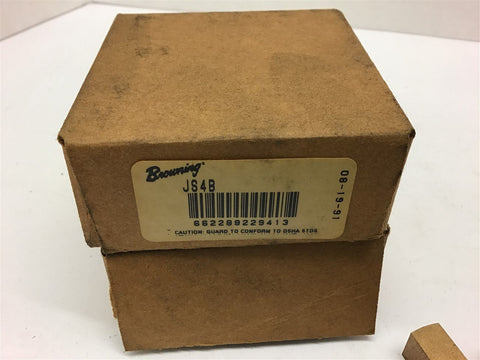 Browning
JS4B
662289229413
CAUTION: GUARD TO CONFORM TO OSHA STDS
08-19-91